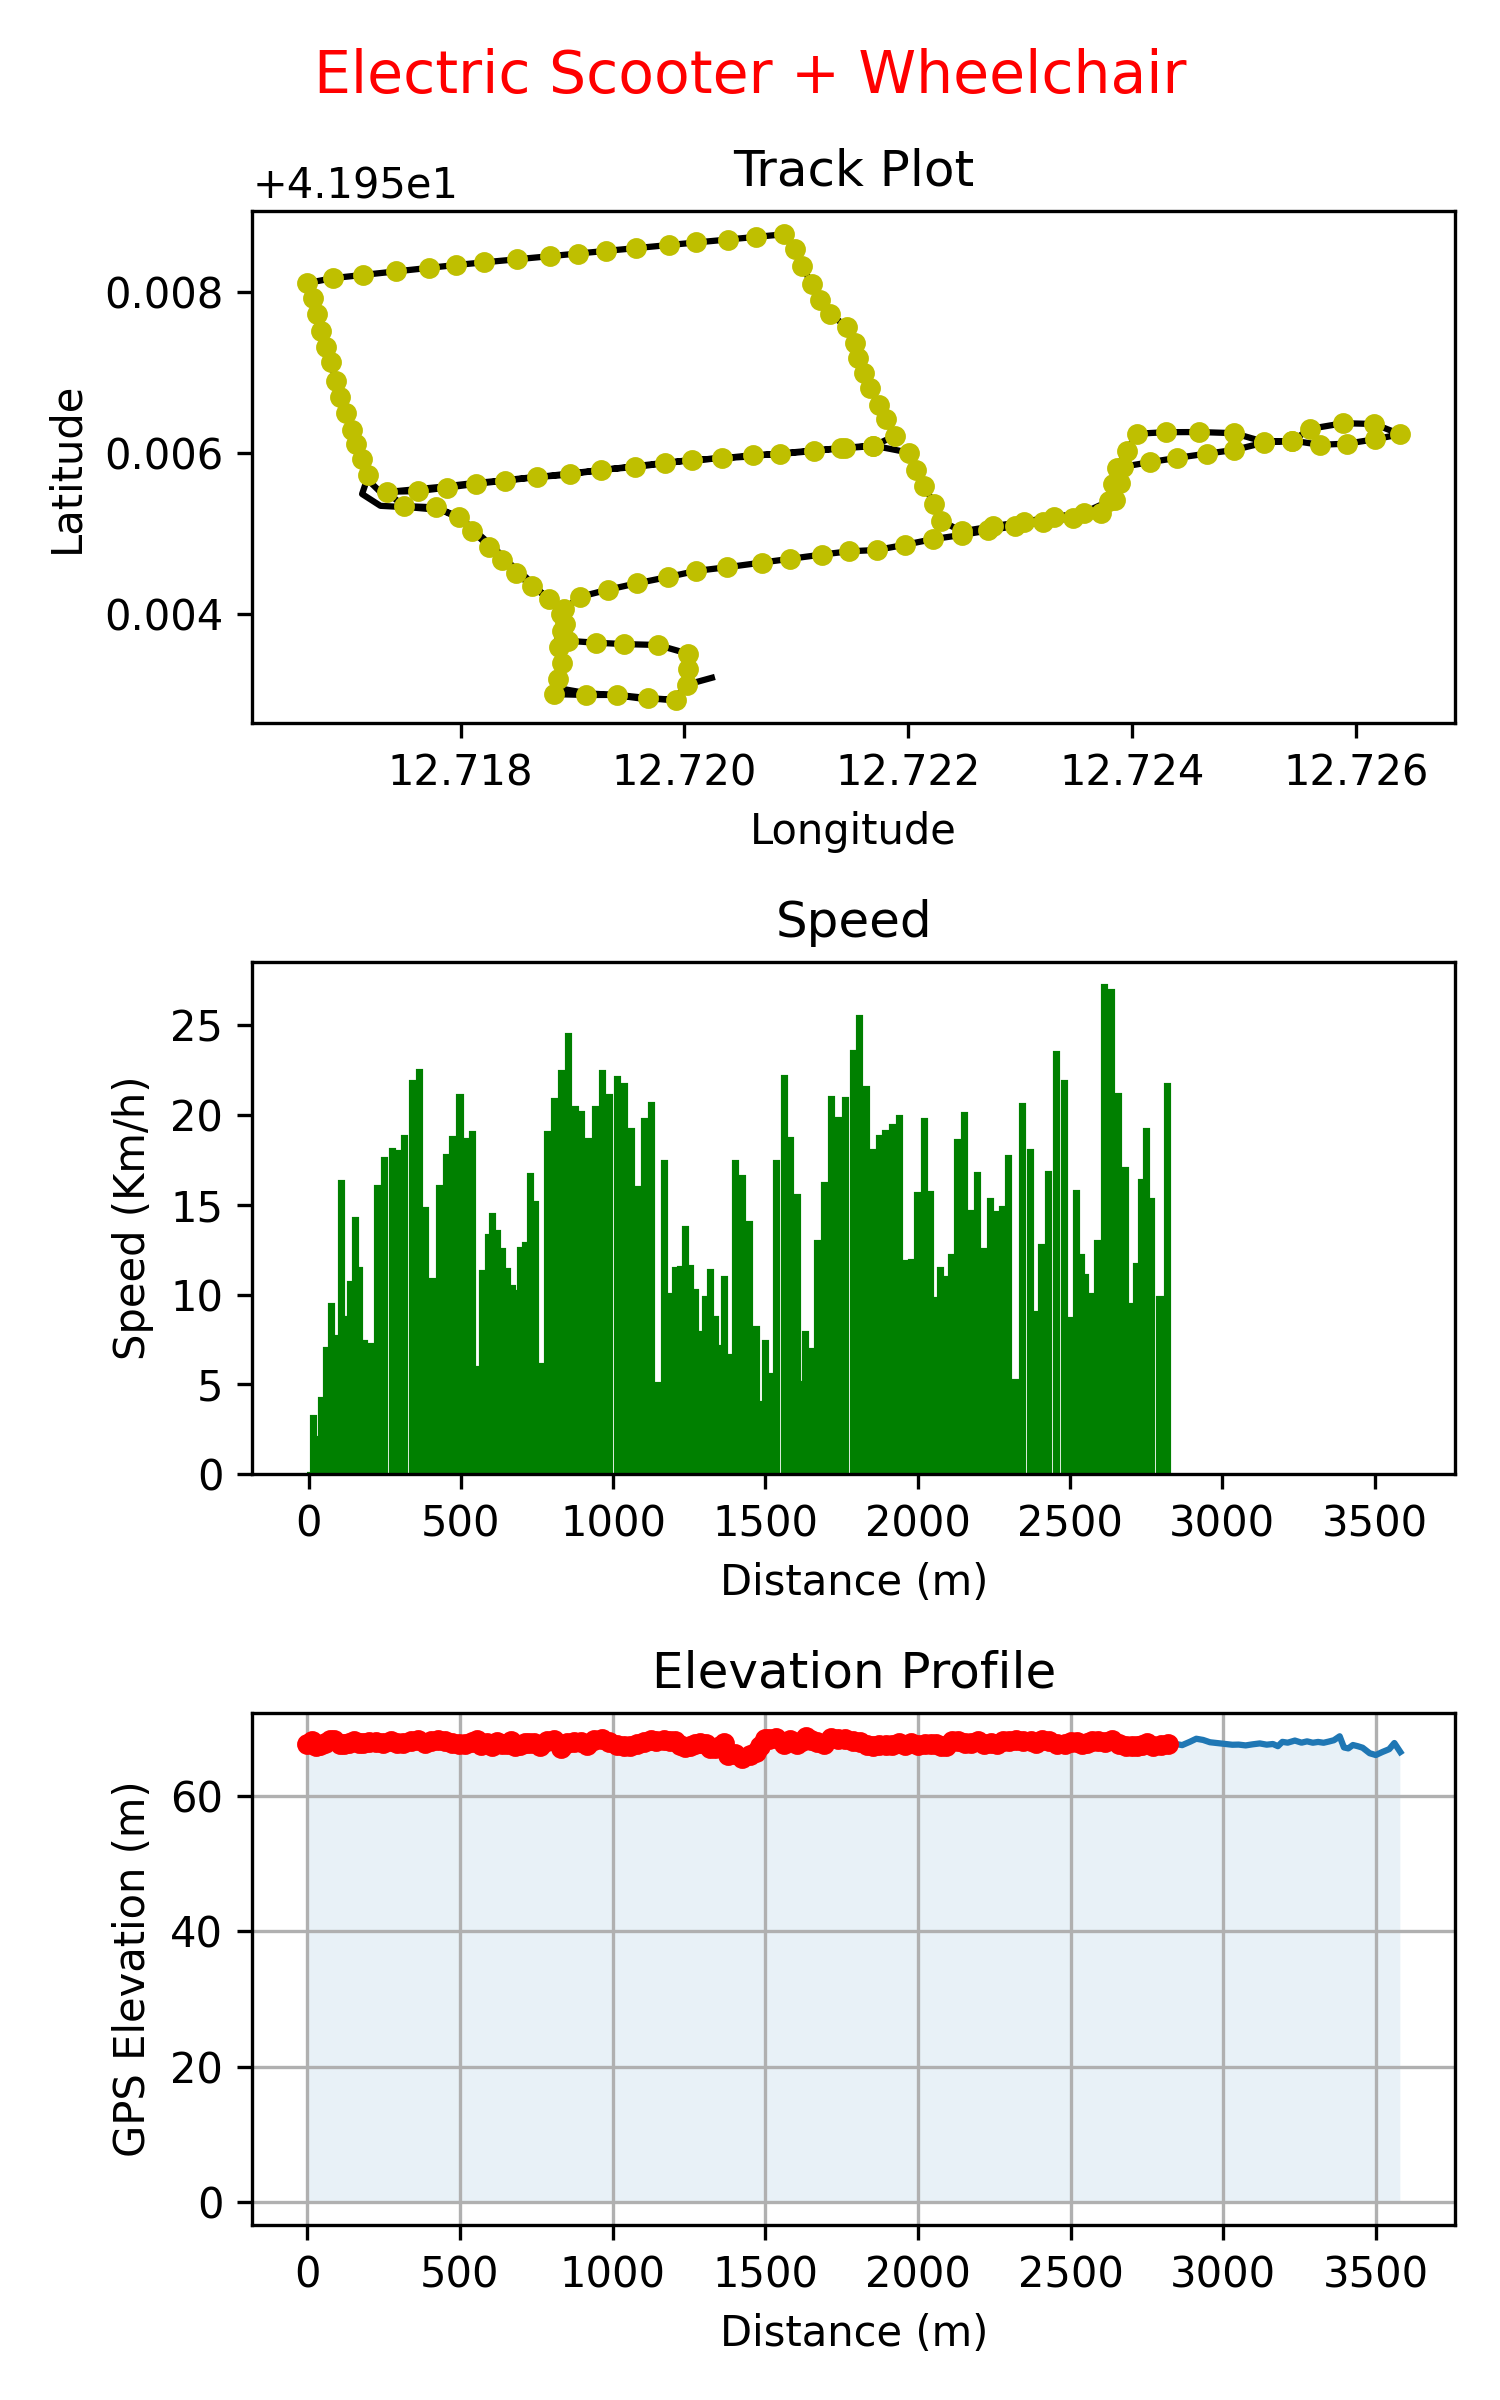 Electric Scooter + Wheelchair
Track Plot
+4.195e1
0.008
0.006
0.004
Latitude
12.718 12.720 12.722 12.724 12.726
Longitude
Speed
25
20
15
10
5
0
Speed (Km/h)
0 500 1000 1500 2000 2500 3000 3500
Distance (m)
Elevation Profile
60
40
20
0
GPS Elevation (m)
0 500 1000 1500 2000 2500 3000 3500
Distance (m)